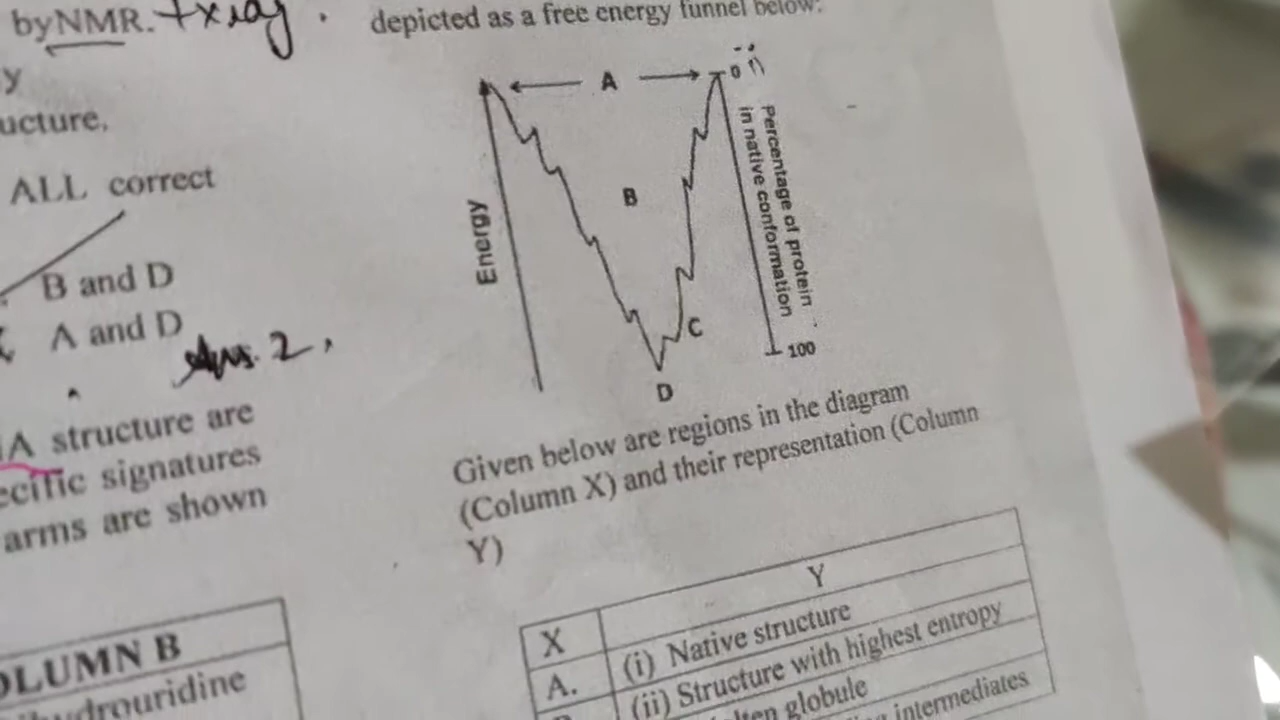 byNMR. + xray.
y
ucture,
ALL correct
B and D
A and D
Ans. 2,
A structure are
ecific signatures
arms are shown
OLUMN B
hydrouridine
depicted as a free energy funnel below:
A
0
B
C
D
Energy
Percentage of protein
in native conformation
100
Given below are regions in the diagram
(Column X) and their representation (Column
Y)
X Y
A. (i) Native structure
(ii) Structure with highest entropy
lten globule
intermediates